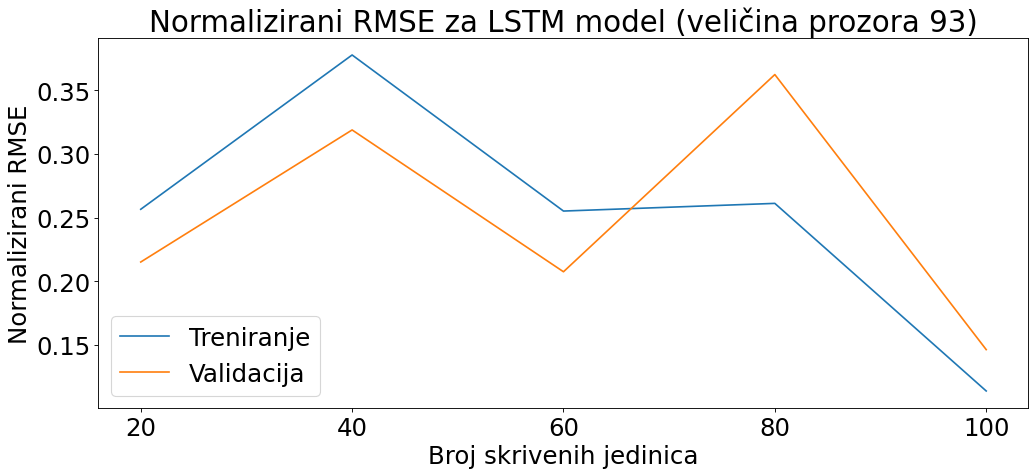 Normalizirani RMSE za LSTM model (veličina prozora 93)
Normalizirani RMSE
0.35
0.30
0.25
0.20
0.15
Treniranje
Validacija
20 40 60 80 100
Broj skrivenih jedinica